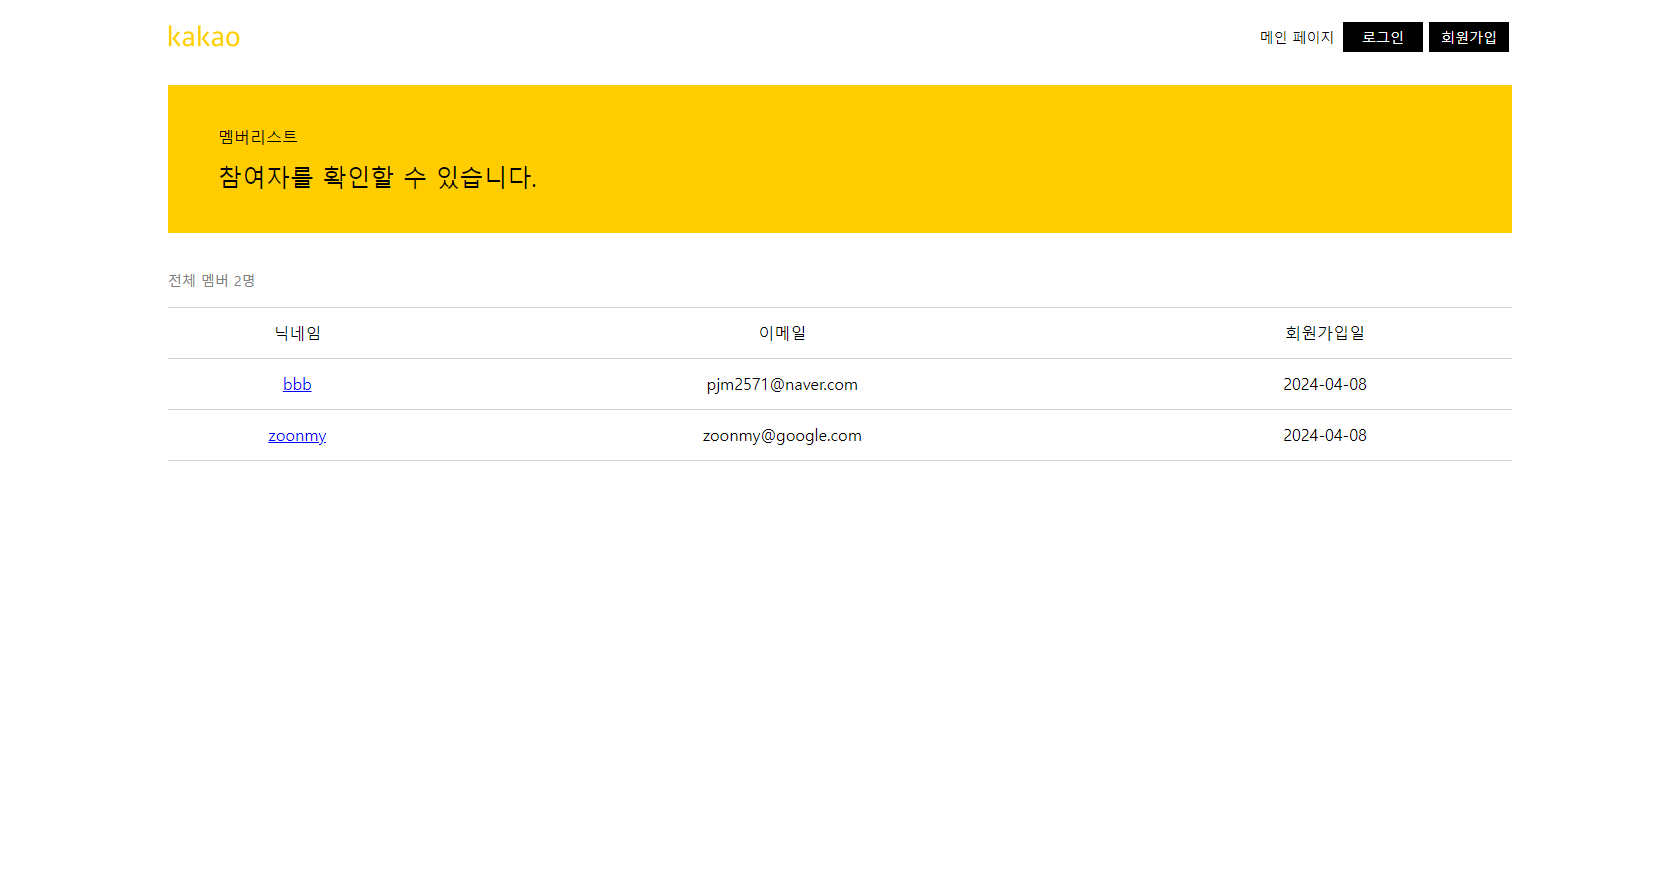 kakao
메인 페이지 로그인 회원가입
멤버리스트
참여자를 확인할 수 있습니다.
전체 멤버 2명
닉네임 이메일 회원가입일
bbb pjm2571@naver.com 2024-04-08
zoonmy zoonmy@google.com 2024-04-08